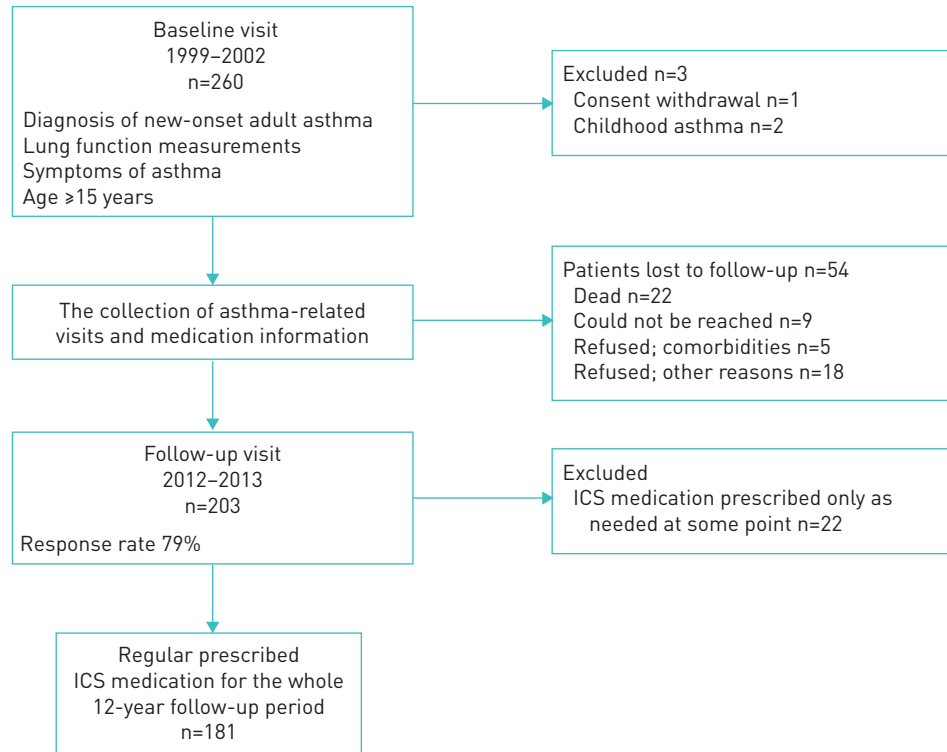 Baseline visit
1999–2002
n=260
Diagnosis of new-onset adult asthma
Lung function measurements
Symptoms of asthma
Age ≥15 years
Excluded n=3
Consent withdrawal n=1
Childhood asthma n=2
The collection of asthma-related
visits and medication information
Patients lost to follow-up n=54
Dead n=22
Could not be reached n=9
Refused; comorbidities n=5
Refused; other reasons n=18
Follow-up visit
2012–2013
n=203
Response rate 79%
Excluded
ICS medication prescribed only as
needed at some point n=22
Regular prescribed
ICS medication for the whole
12-year follow-up period
n=181